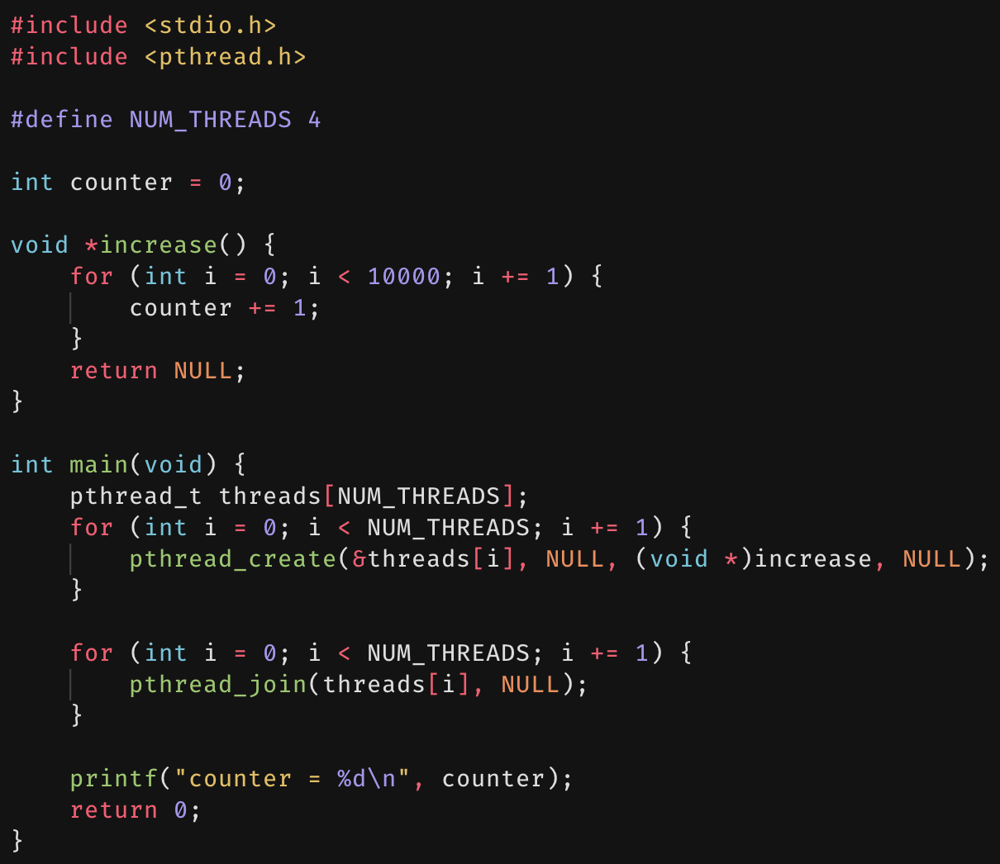 #include <stdio.h>
#include <pthread.h>

#define NUM_THREADS 4

int counter = 0;

void *increase() {
    for (int i = 0; i < 10000; i += 1) {
        counter += 1;
    }
    return NULL;
}

int main(void) {
    pthread_t threads[NUM_THREADS];
    for (int i = 0; i < NUM_THREADS; i += 1) {
        pthread_create(&threads[i], NULL, (void *)increase, NULL);
    }

    for (int i = 0; i < NUM_THREADS; i += 1) {
        pthread_join(threads[i], NULL);
    }

    printf("counter = %d\n", counter);
    return 0;
}